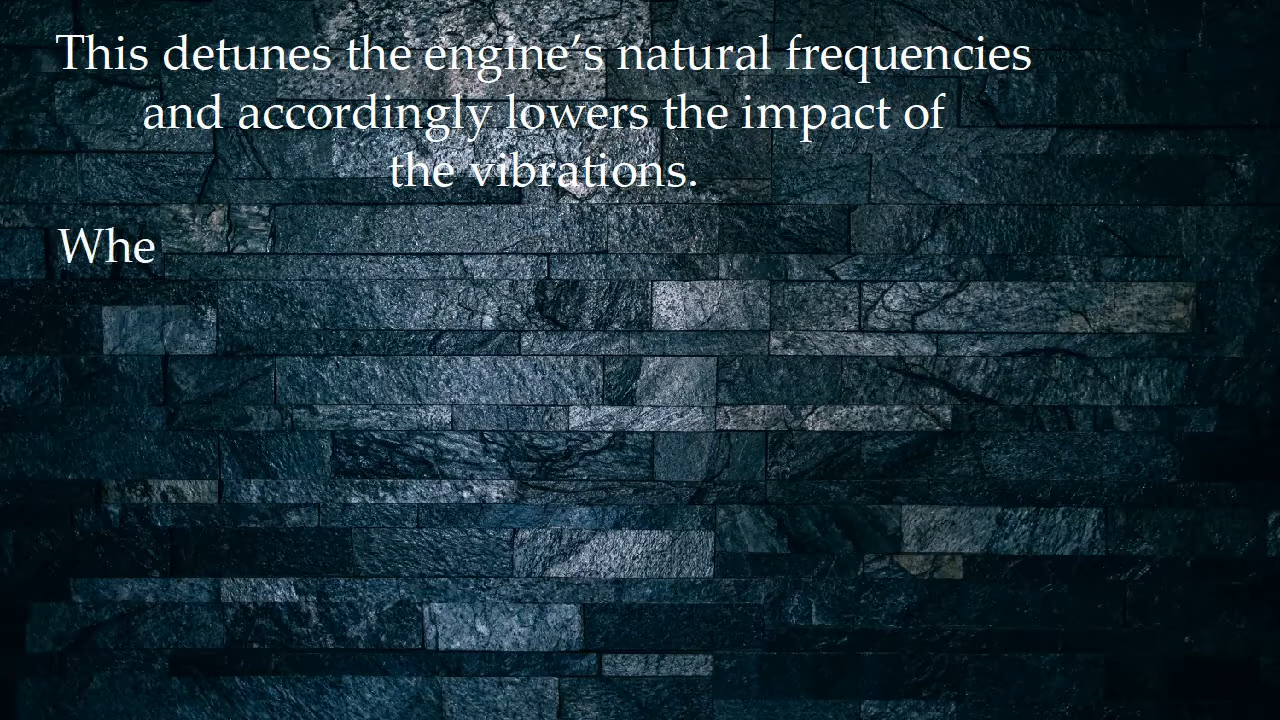 This detunes the engine’s natural frequencies
and accordingly lowers the impact of
the vibrations.
Whe